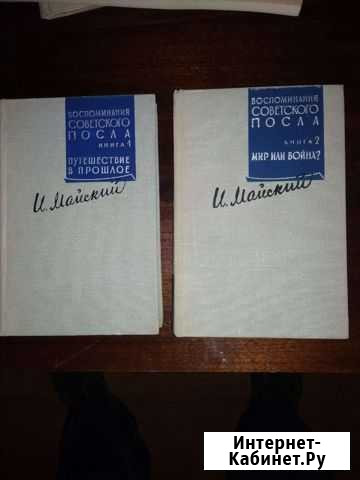 ВОСПОМИНАНИЯ
СОВЕТСКОГО
ПОСЛА
КНИГА 1
ПУТЕШЕСТВИЕ
В ПРОШЛОЕ
И. Майский
ВОСПОМИНАНИЯ
СОВЕТСКОГО
ПОСЛА
КНИГА 2
МИР ИЛИ ВОЙНА?
И. Майский
Интернет-
Кабинет.Ру